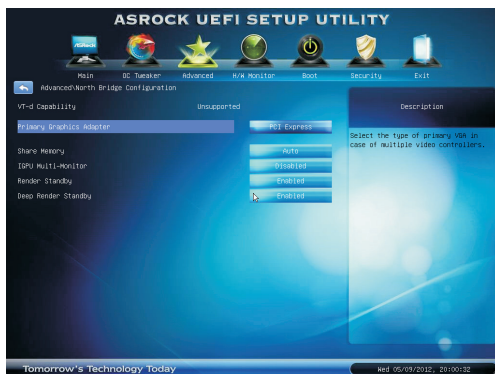 ASROCK UEFI SETUP UTILITY
ASRock
Main OC Tweaker Advanced H/W Monitor Boot Security Exit
Advanced\North Bridge Configuration
Description
VT-d Capability Unsupported
Primary Graphics Adapter PCI Express
Select the type of primary VGA in
case of multiple video controllers.
Share Memory Auto
IGPU Multi-Monitor Disabled
Render Standby Enabled
Deep Render Standby Enabled
Tomorrow's Technology Today
Wed 05/09/2012, 20:00:32